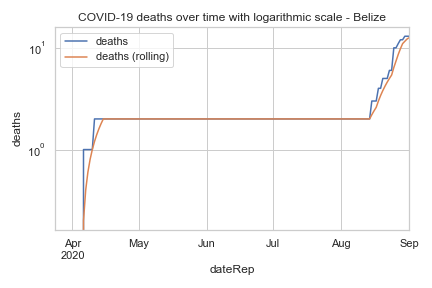 COVID-19 deaths over time with logarithmic scale - Belize
deaths
deaths (rolling)
10¹
10⁰
deaths
Apr
2020
May
Jun
Jul
Aug
Sep
dateRep